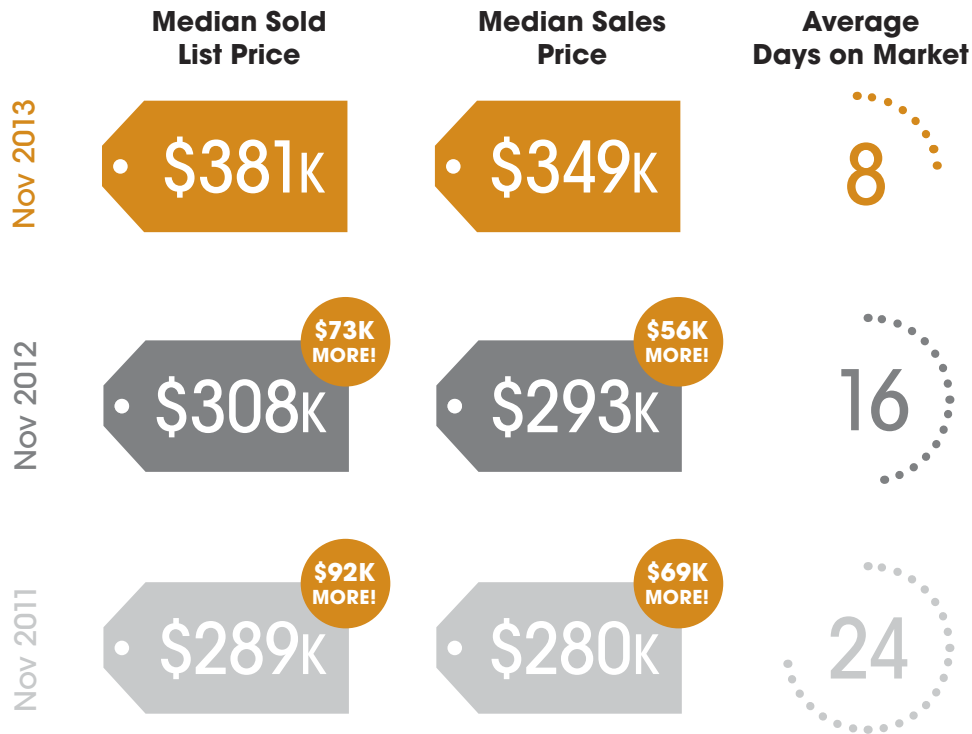 Median Sold
List Price
Median Sales
Price
Average
Days on Market
Nov 2013
$381K
$349K
8
Nov 2012
$73K
MORE!
$308K
$56K
MORE!
$293K
16
Nov 2011
$92K
MORE!
$289K
$69K
MORE!
$280K
24